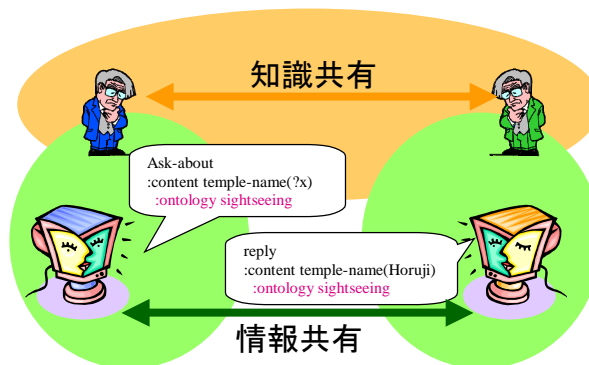 知識共有
Ask-about
:content temple-name(?x)
:ontology sightseeing
reply
:content temple-name(Horuji)
:ontology sightseeing
情報共有